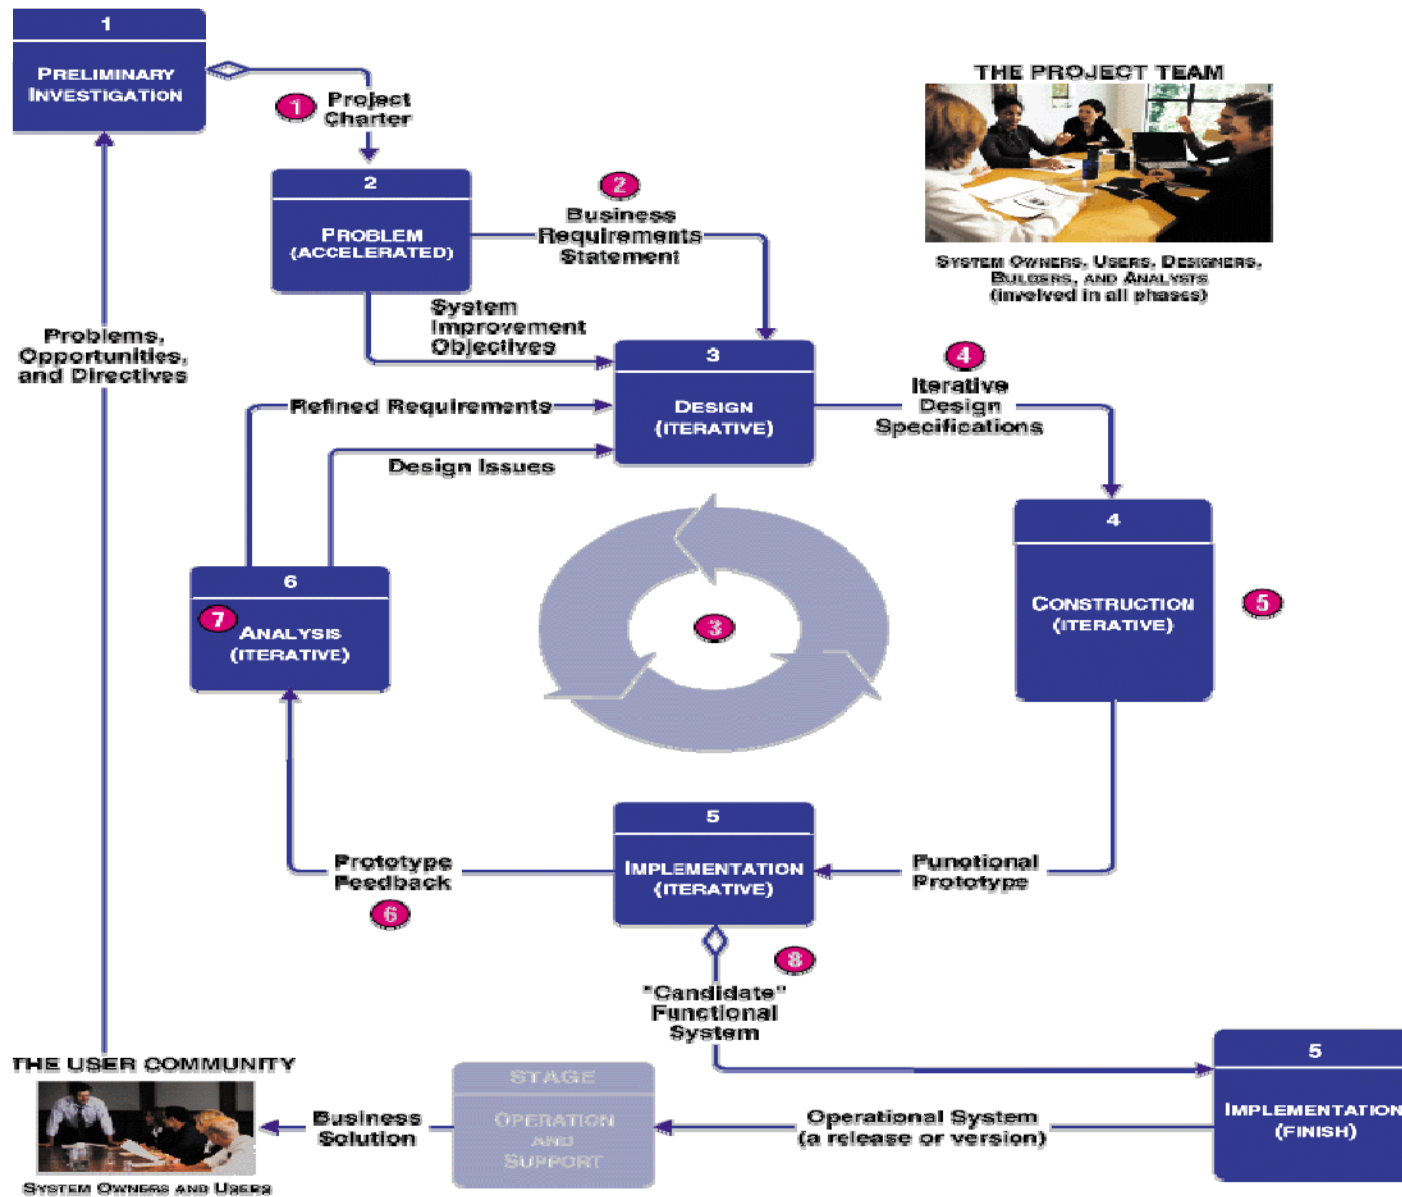 1
PRELIMINARY
INVESTIGATION
1
Project
Charter
THE PROJECT TEAM
SYSTEM OWNERS, USERS, DESIGNERS,
BUILDERS, AND ANALYSTS
(involved in all phases)
2
PROBLEM
(ACCELERATED)
2
Business
Requirements
Statement
System
Improvement
Objectives
Problems,
Opportunities,
and Directives
3
DESIGN
(ITERATIVE)
4
Iterative
Design
Specifications
Refined Requirements
Design Issues
4
CONSTRUCTION
(ITERATIVE)
5
6
7
ANALYSIS
(ITERATIVE)
3
5
IMPLEMENTATION
(ITERATIVE)
Functional
Prototype
Prototype
Feedback
6
8
"Candidate"
Functional
System
5
IMPLEMENTATION
(FINISH)
Operational System
(a release or version)
STAGE
OPERATION
AND
SUPPORT
Business
Solution
THE USER COMMUNITY
SYSTEM OWNERS AND USERS